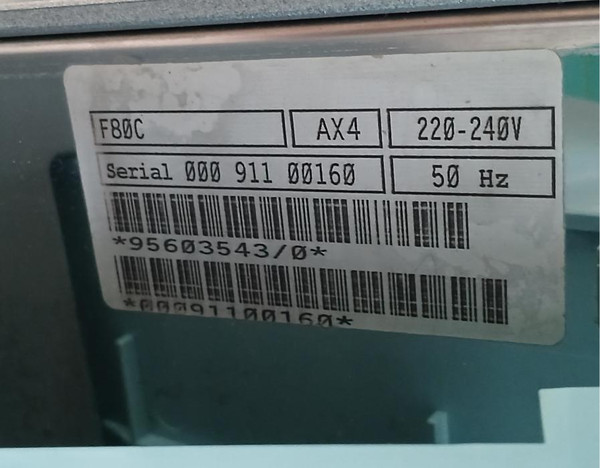 F80C AX4 220-240V
Serial 000 911 00160 50 Hz
*95603543/0*
*00091100160*